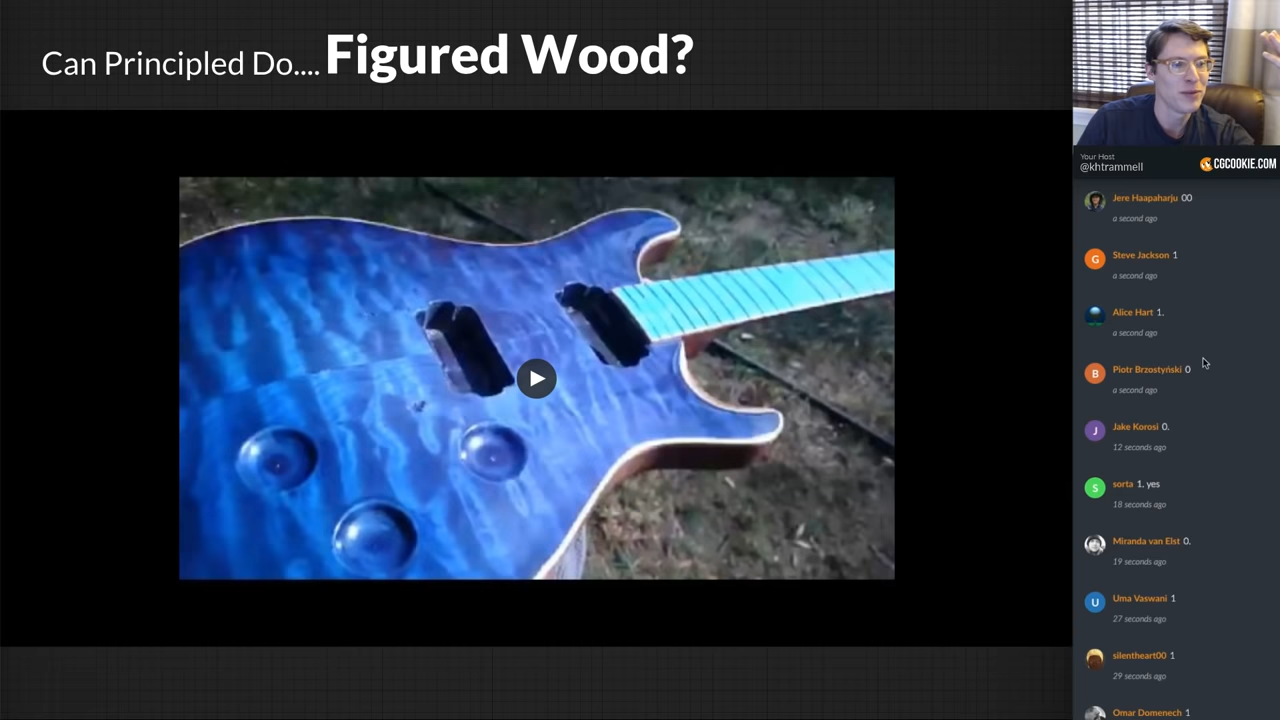 Can Principled Do.... Figured Wood?
Your Host
@khtrammell
CGCOOKIE.COM
Jere Haapaharju 00
a second ago
G
Steve Jackson 1
a second ago
Alice Hart 1.
a second ago
B
Piotr Brzostyński 0
a second ago
J
Jake Korosi 0.
12 seconds ago
S
sorta 1. yes
18 seconds ago
Miranda van Elst 0.
19 seconds ago
U
Uma Vaswani 1
27 seconds ago
silentheart00 1
29 seconds ago
Omar Domenech 1